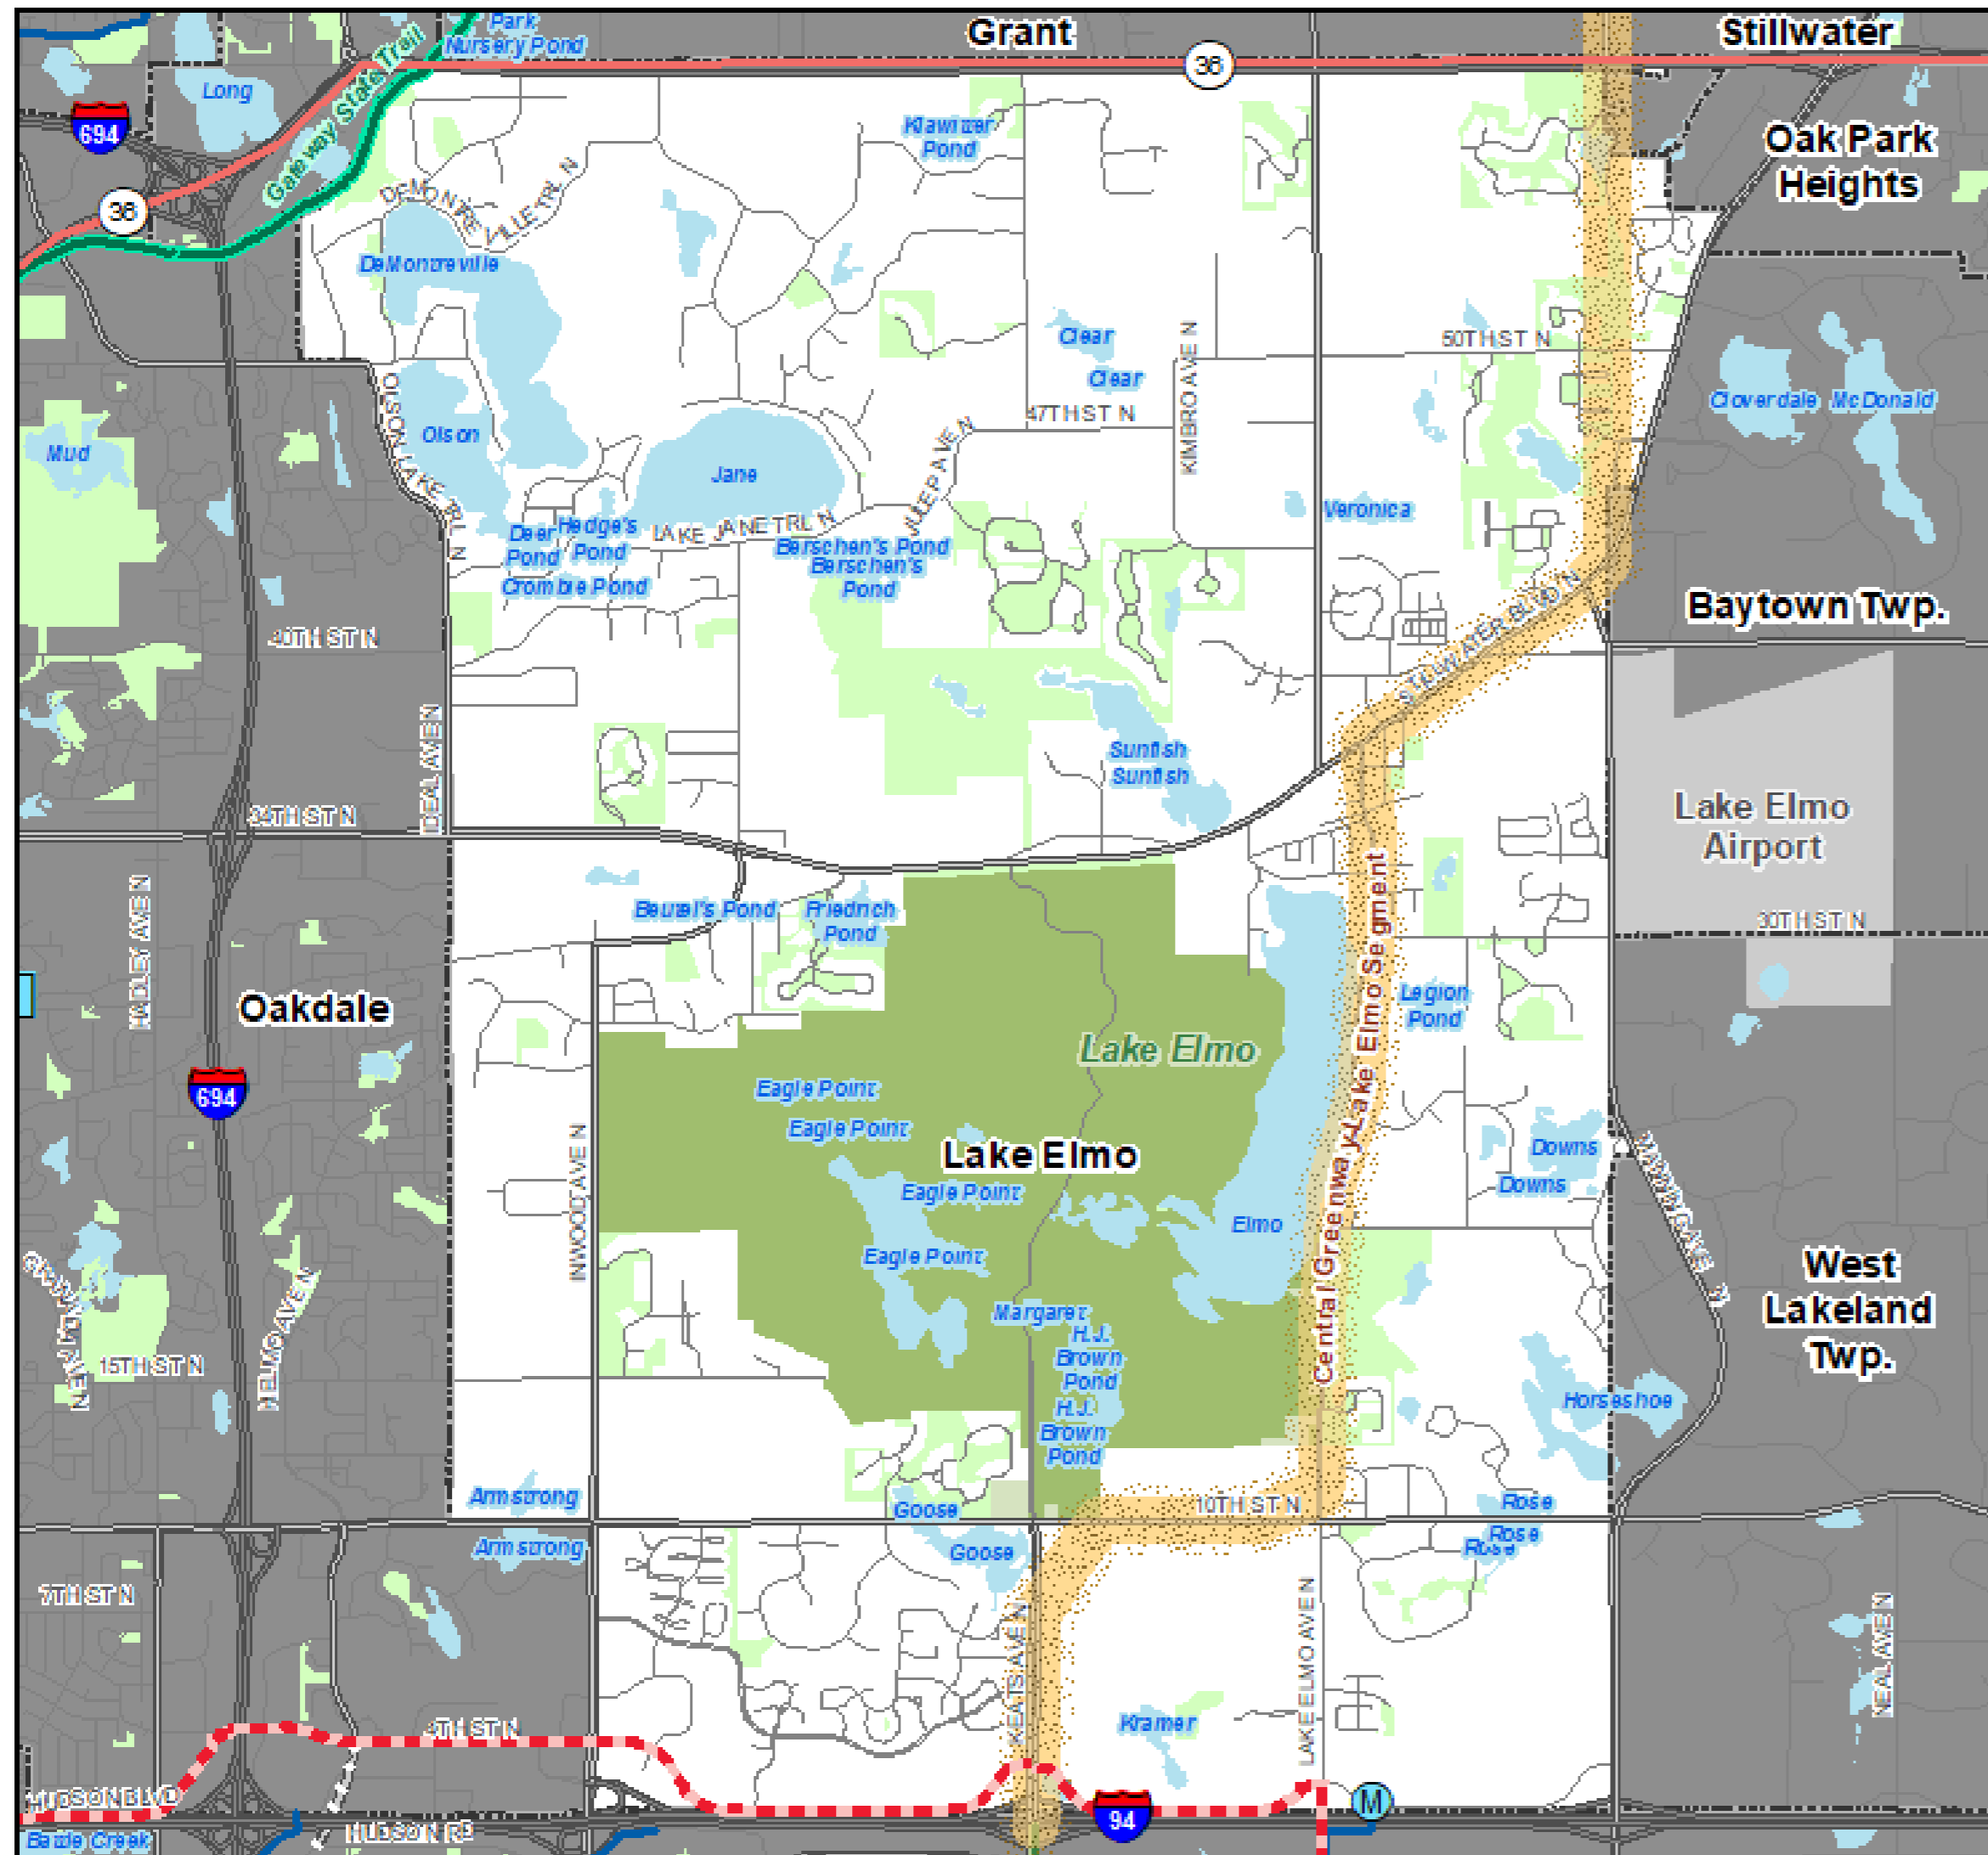 Park
Nursery Pond
Grant
Stillwater
36
Long
Gateway State Trail
694
Klawitter
Pond
Oak Park
Heights
36
DEMONTREVILLE TRL N
DeMontreville
Clear
50TH ST N
KIMBRO AVE N
Clear
Cloverdale
McDonald
47TH ST N
OLSON LAKE TRL N
Olson
Mud
Jane
Veronica
Deer
Pond
Hedge's
Pond
LAKE JANE TRL N
Berschen's Pond
Berschen's
Pond
Crombie Pond
Baytown Twp.
40TH ST N
STILLWATER BLVD N
IDEAL AVE N
Sunfish
Sunfish
34TH ST N
Lake Elmo
Airport
HADLEY AVE N
Beutel's Pond
Friedrich
Pond
30TH ST N
Central Greenway-Lake Elmo Segment
Legion
Pond
Oakdale
Lake Elmo
694
Eagle Point
Eagle Point
Lake Elmo
Downs
Downs
Eagle Point
Elmo
INWOOD AVE N
Eagle Point
West
Lakeland
Twp.
HELMO AVE N
Margaret
H.J.
Brown
Pond
15TH ST N
H.J.
Brown
Pond
Horseshoe
Armstrong
Goose
10TH ST N
Rose
Rose
Rose
Armstrong
Goose
7TH ST N
KEATS AVE N
LAKE ELMO AVE N
NEAL AVE N
4TH ST N
Kramer
HUDSON BLVD
M
94
HUDSON RD
Battle Creek